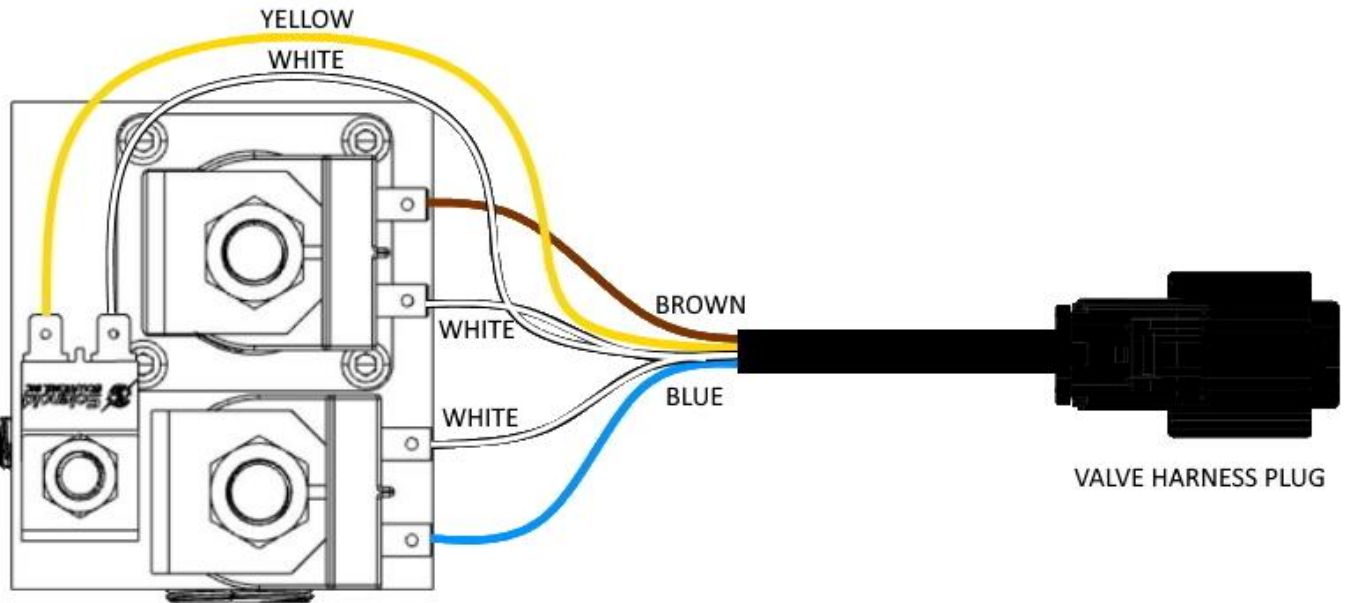 YELLOW
WHITE
BROWN
WHITE
BLUE
WHITE
VALVE HARNESS PLUG